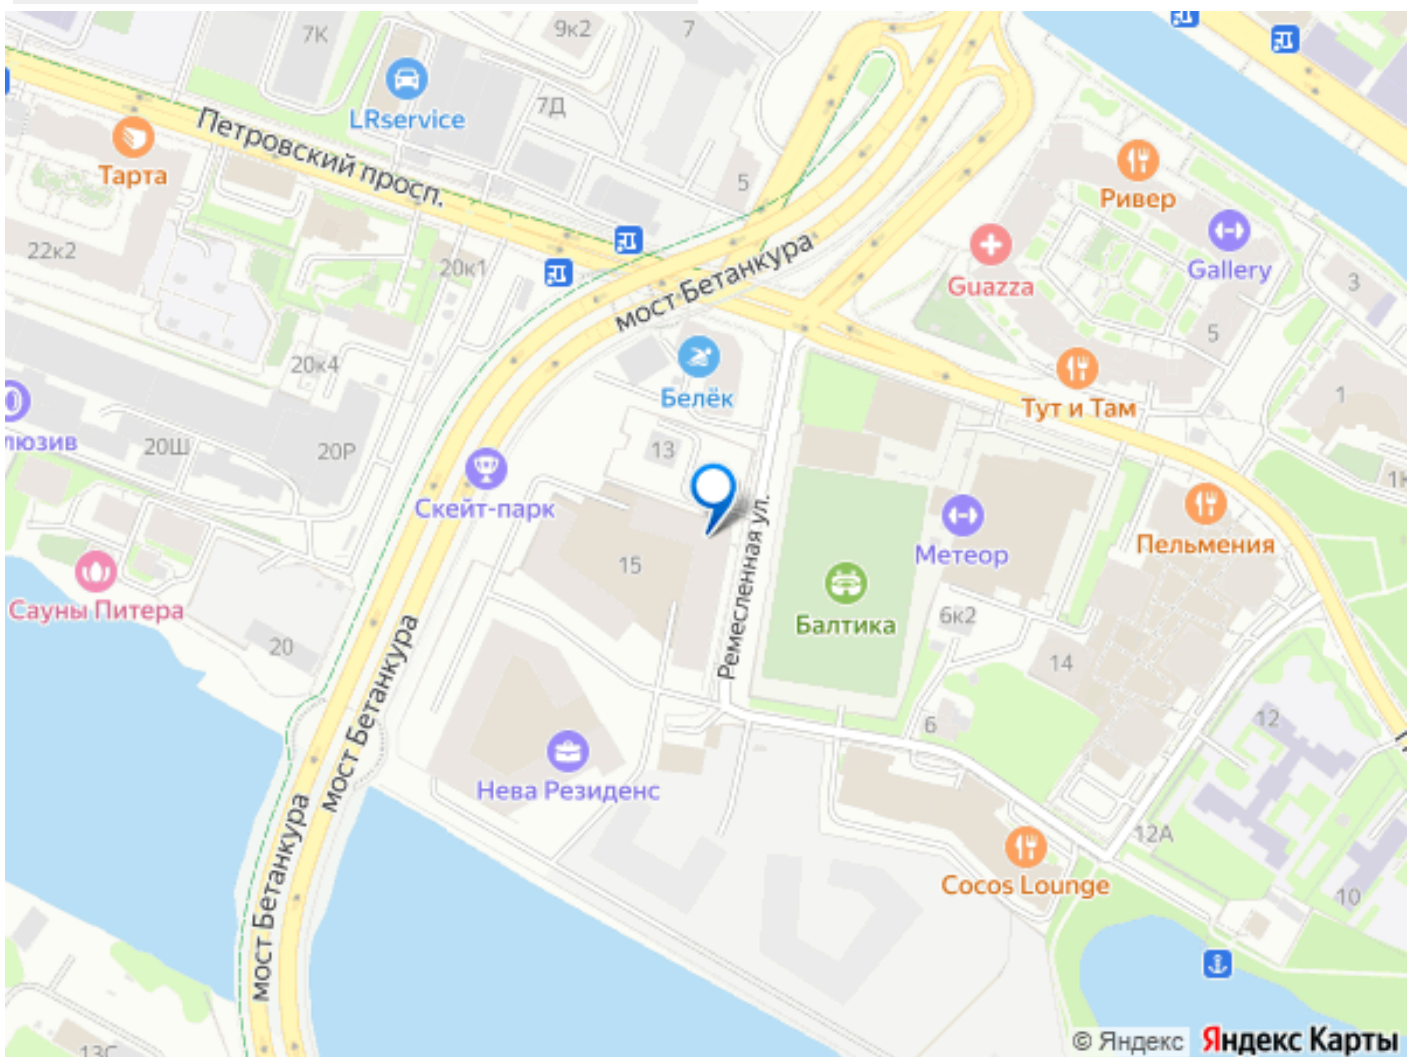 7К
9к2
7
LRservice
7Д
Петровский просп.
Тарта
5
Ривер
22к2
20к1
мост Бетанкура
Guazza
Gallery
3
5
20к4
Белёк
Тут и Там
1
люзив
20Ш
20Р
13
1К
Скейт-парк
Ремесленная ул.
Метеор
Пельмения
15
Сауны Питера
Балтика
6к2
20
14
мост Бетанкура
6
12
Нева Резиденс
мост Бетанкура
12А
Cocos Lounge
10
13С
© Яндекс Яндекс Карты